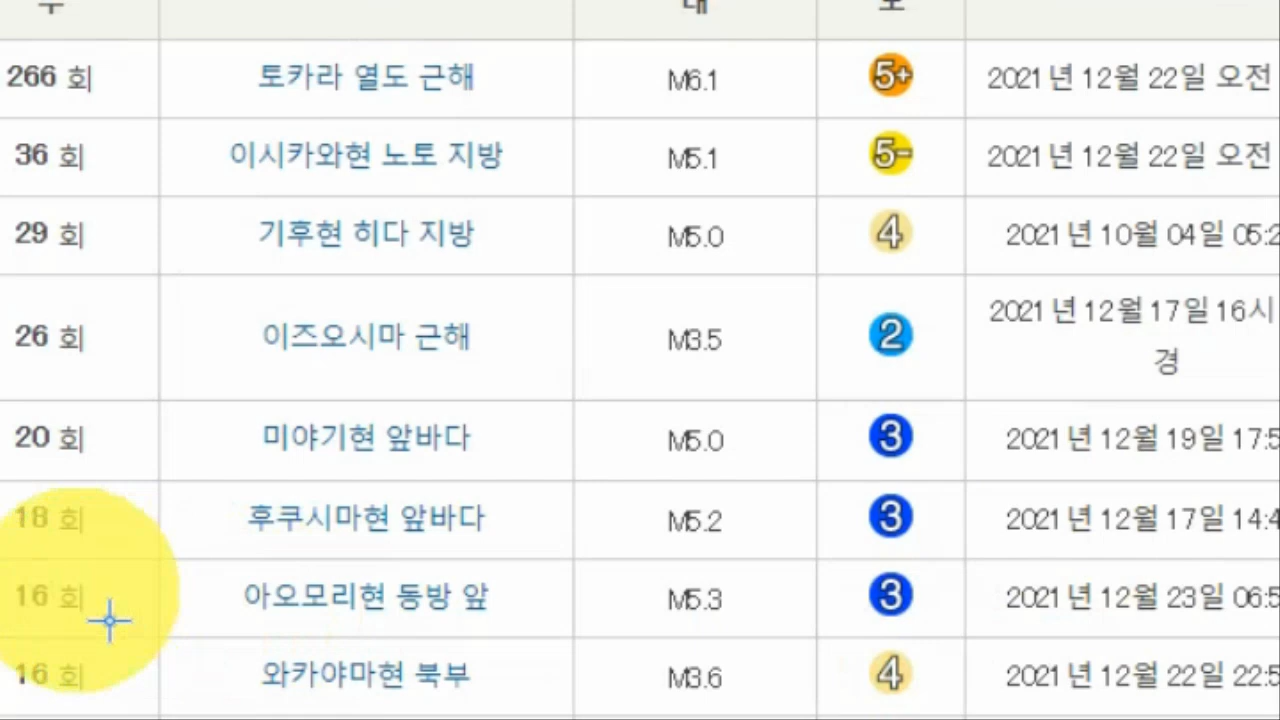 266 회 토카라 열도 근해 M6.1 5+ 2021년 12월 22일 오전
36 회 이시카와현 노토 지방 M5.1 5- 2021년 12월 22일 오전
29 회 기후현 히다 지방 M5.0 4 2021년 10월 04일 05:2
26 회 이즈오시마 근해 M3.5 2 2021년 12월 17일 16시
경
20 회 미야기현 앞바다 M5.0 3 2021년 12월 19일 17:5
18 회 후쿠시마현 앞바다 M5.2 3 2021년 12월 17일 14:4
16 회 아오모리현 동방 앞 M5.3 3 2021년 12월 23일 06:5
16 회 와카야마현 북부 M3.6 4 2021년 12월 22일 22:5